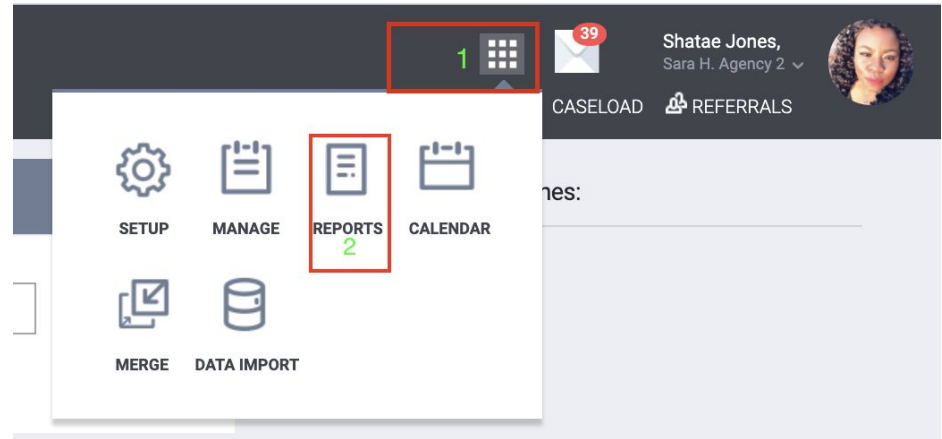 1
39
Shatae Jones,
Sara H. Agency 2
CASELOAD
REFERRALS
SETUP
MANAGE
REPORTS
CALENDAR
2
MERGE
DATA IMPORT
nes: